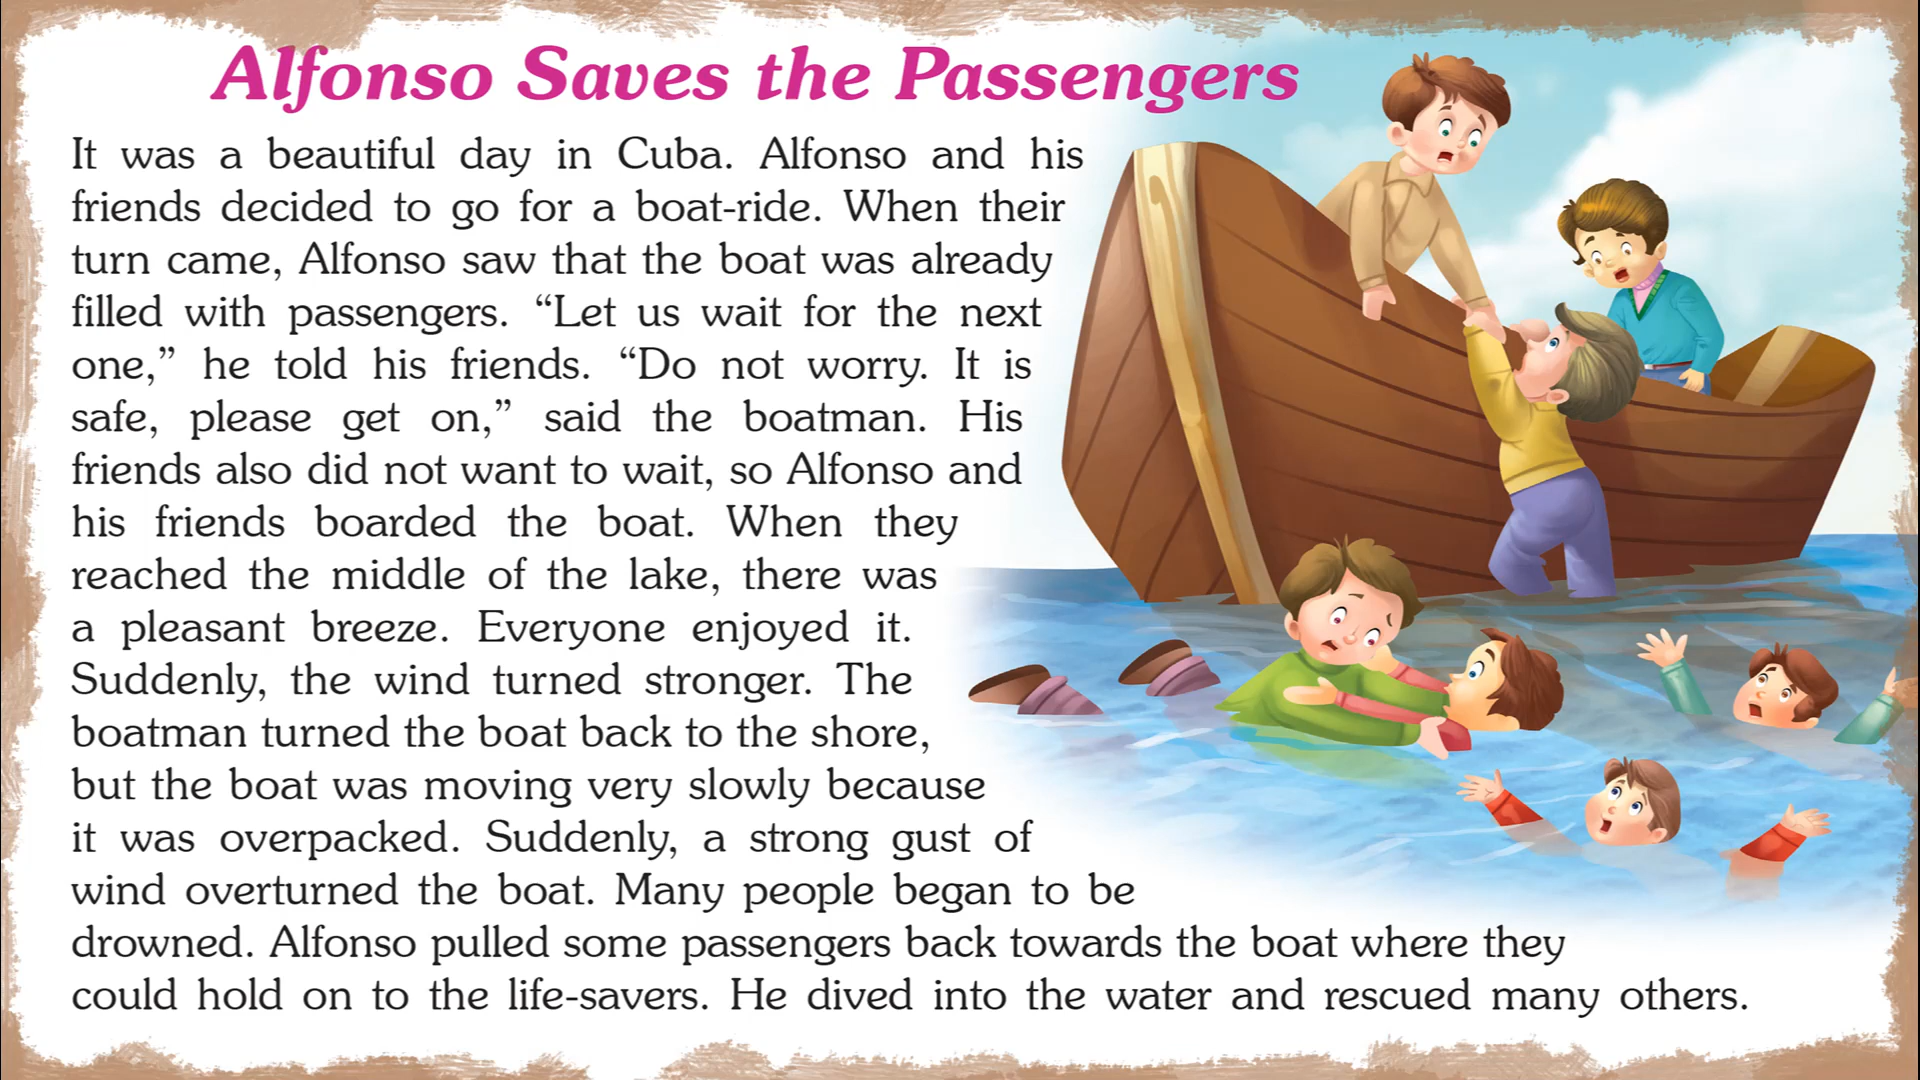 Alfonso Saves the Passengers
It was a beautiful day in Cuba. Alfonso and his
friends decided to go for a boat-ride. When their
turn came, Alfonso saw that the boat was already
filled with passengers. “Let us wait for the next
one,” he told his friends. “Do not worry. It is
safe, please get on,” said the boatman. His
friends also did not want to wait, so Alfonso and
his friends boarded the boat. When they
reached the middle of the lake, there was
a pleasant breeze. Everyone enjoyed it.
Suddenly, the wind turned stronger. The
boatman turned the boat back to the shore,
but the boat was moving very slowly because
it was overpacked. Suddenly, a strong gust of
wind overturned the boat. Many people began to be
drowned. Alfonso pulled some passengers back towards the boat where they
could hold on to the life-savers. He dived into the water and rescued many others.